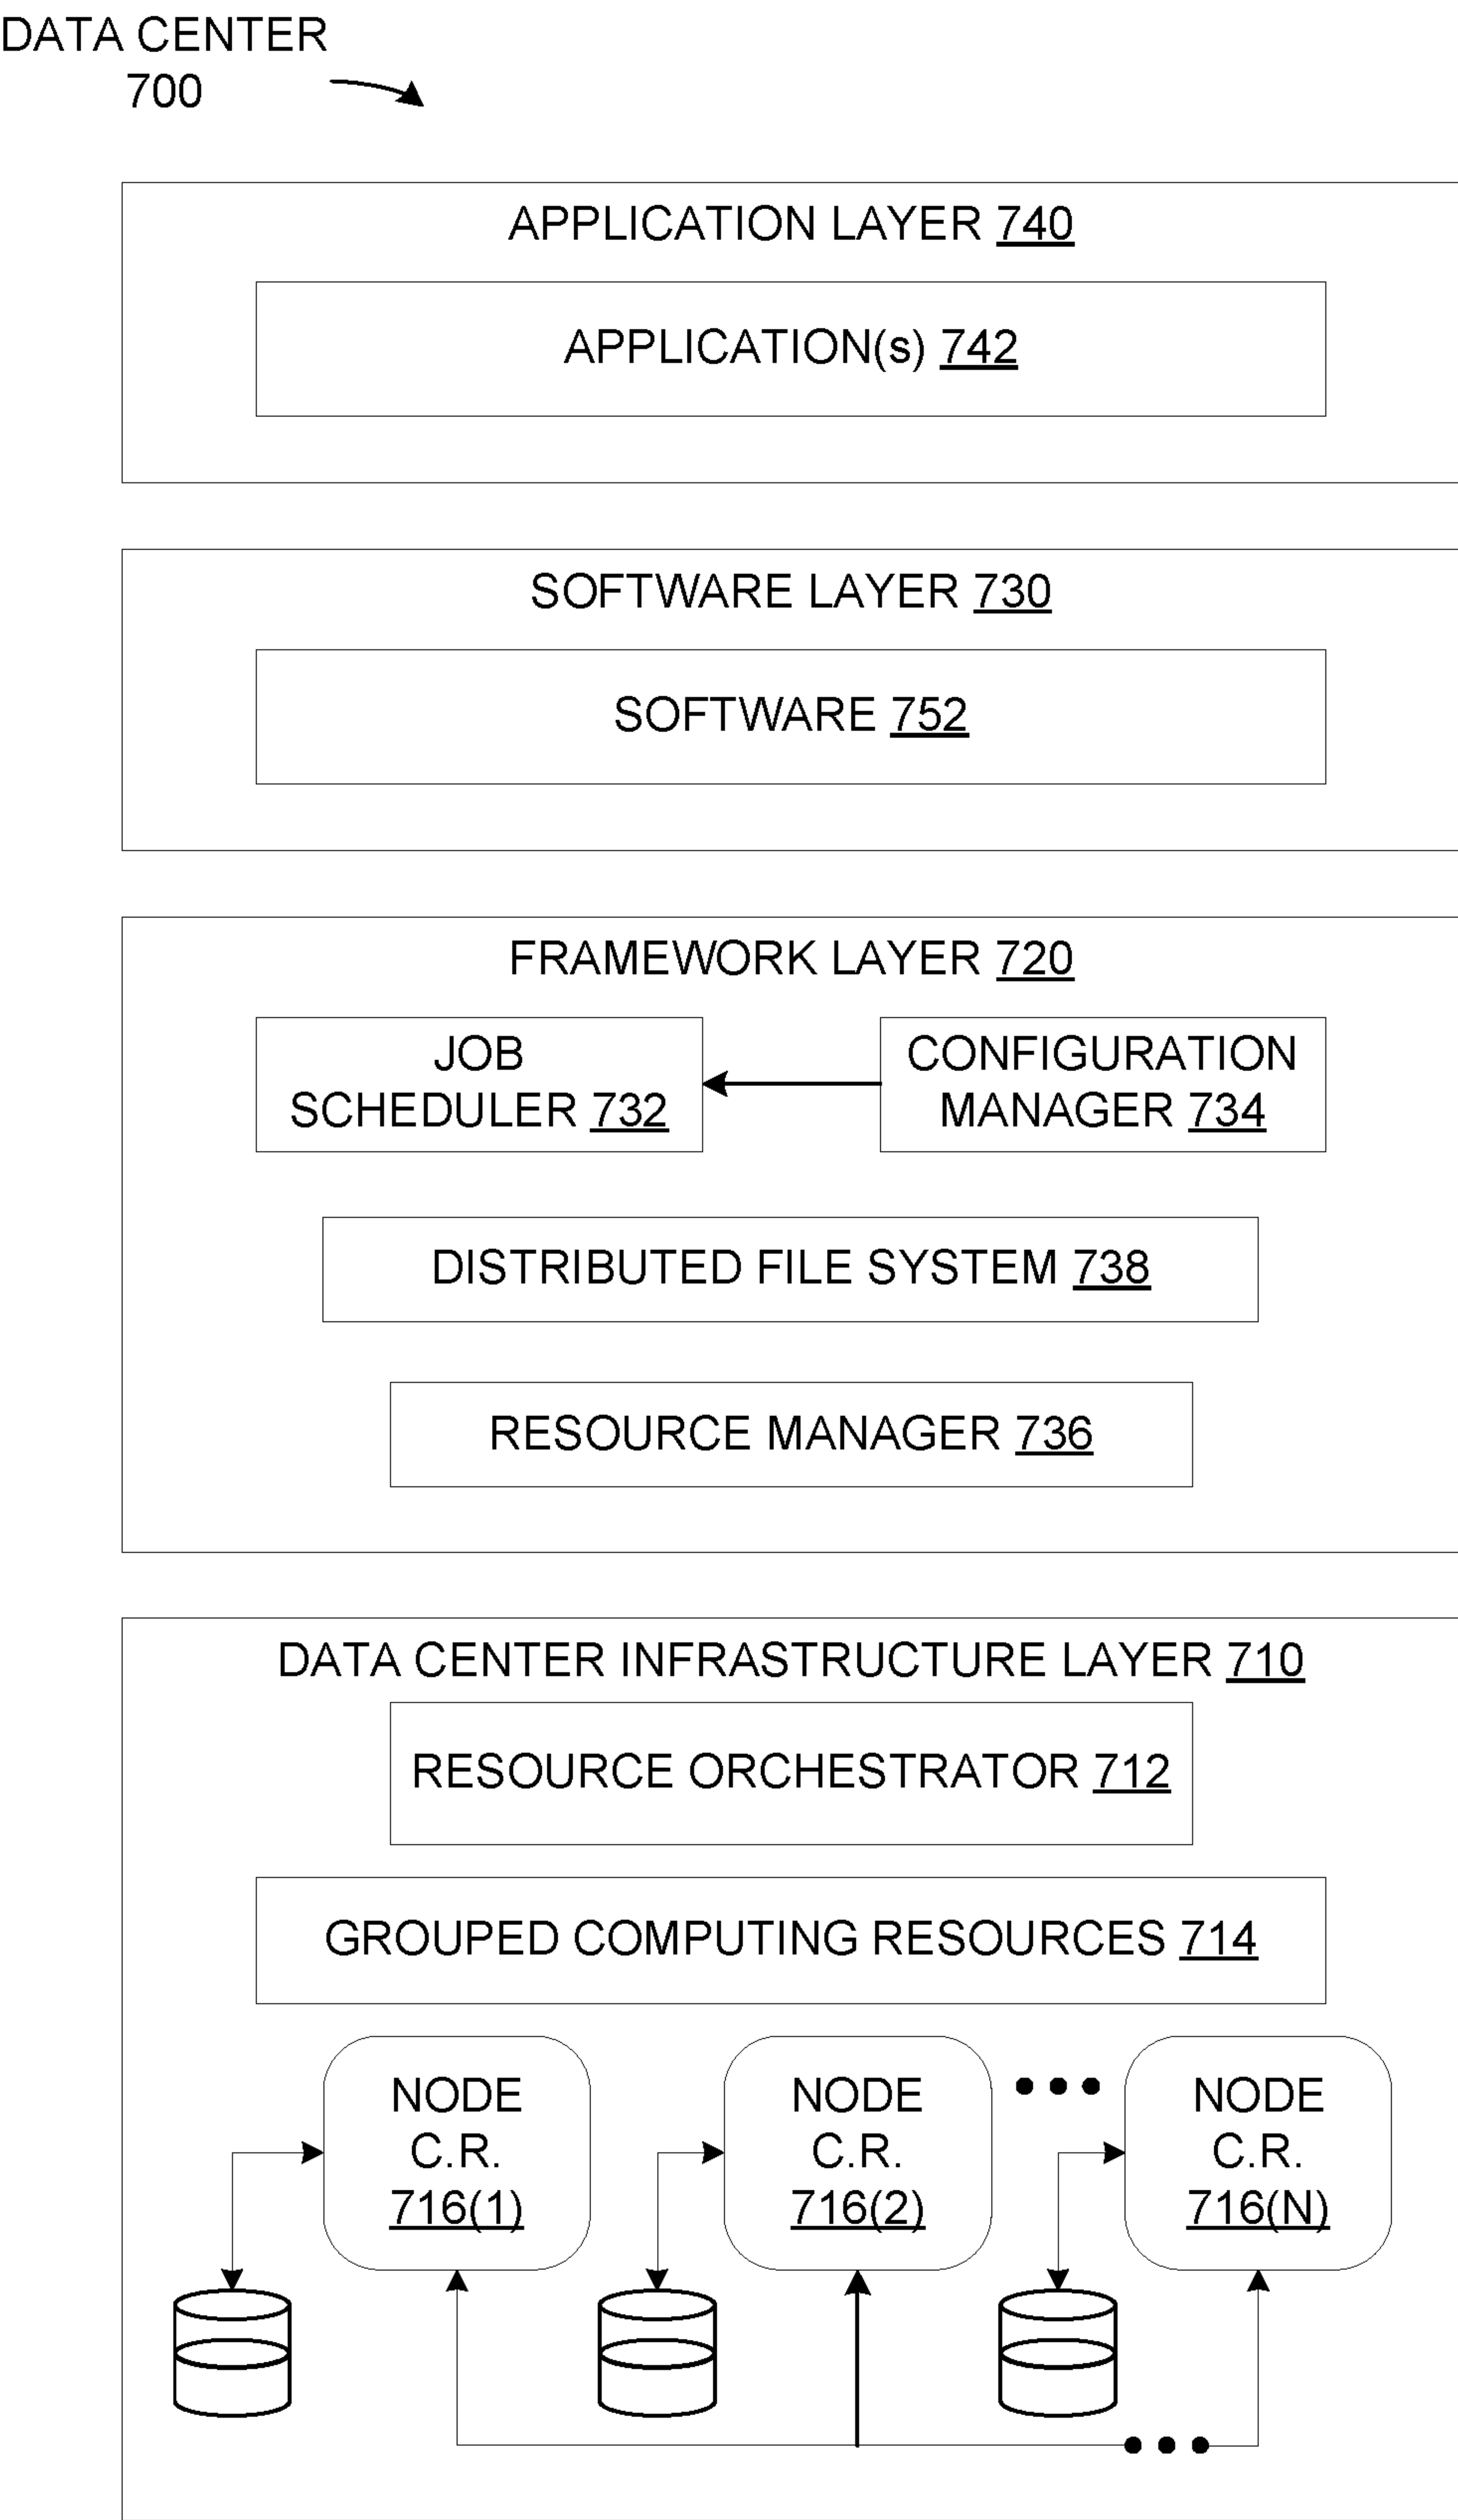 DATA CENTER
700
APPLICATION LAYER 740
APPLICATION(s) 742
SOFTWARE LAYER 730
SOFTWARE 752
FRAMEWORK LAYER 720
JOB
SCHEDULER 732
CONFIGURATION
MANAGER 734
DISTRIBUTED FILE SYSTEM 738
RESOURCE MANAGER 736
DATA CENTER INFRASTRUCTURE LAYER 710
RESOURCE ORCHESTRATOR 712
GROUPED COMPUTING RESOURCES 714
NODE
C.R.
716(1)
NODE
C.R.
716(2)
NODE
C.R.
716(N)